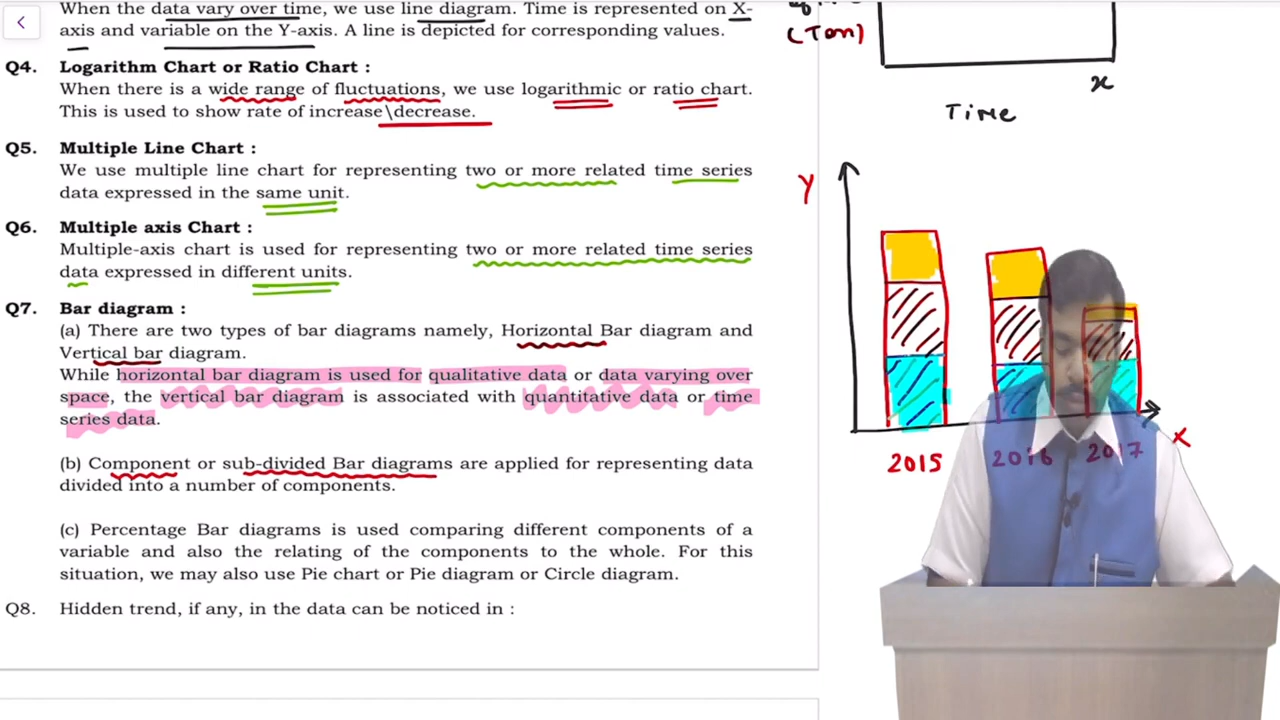 When the data vary over time, we use line diagram. Time is represented on X-
axis and variable on the Y-axis. A line is depicted for corresponding values.
Q4. Logarithm Chart or Ratio Chart :
When there is a wide range of fluctuations, we use logarithmic or ratio chart.
This is used to show rate of increase\decrease.
Q5. Multiple Line Chart :
We use multiple line chart for representing two or more related time series
data expressed in the same unit.
Q6. Multiple axis Chart :
Multiple-axis chart is used for representing two or more related time series
data expressed in different units.
Q7. Bar diagram :
(a) There are two types of bar diagrams namely, Horizontal Bar diagram and
Vertical bar diagram.
While horizontal bar diagram is used for qualitative data or data varying over
space, the vertical bar diagram is associated with quantitative data or time
series data.
(b) Component or sub-divided Bar diagrams are applied for representing data
divided into a number of components.
(c) Percentage Bar diagrams is used comparing different components of a
variable and also the relating of the components to the whole. For this
situation, we may also use Pie chart or Pie diagram or Circle diagram.
Q8. Hidden trend, if any, in the data can be noticed in :
(Ton)
x
Time
Y
X
2015 2016 2017